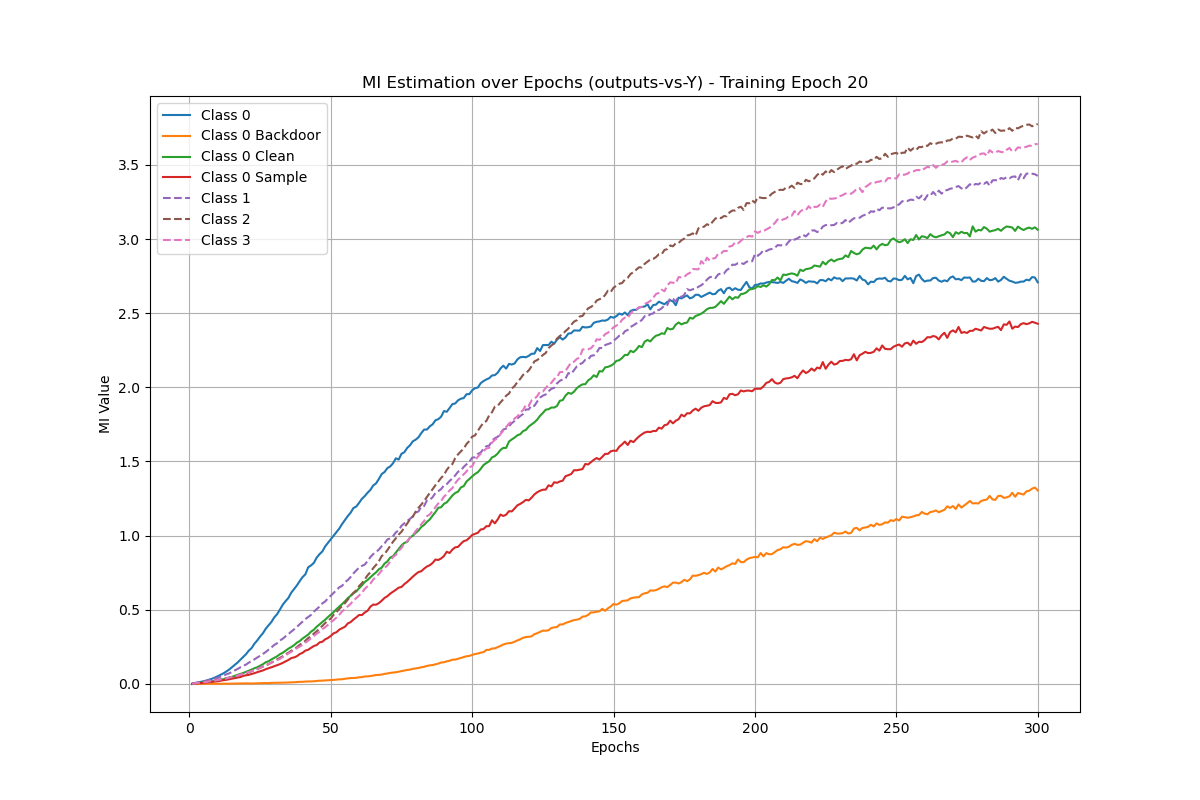 MI Estimation over Epochs (outputs-vs-Y) - Training Epoch 20
Class 0
Class 0 Backdoor
Class 0 Clean
Class 0 Sample
Class 1
Class 2
Class 3
MI Value
3.5
3.0
2.5
2.0
1.5
1.0
0.5
0.0
0 50 100 150 200 250 300
Epochs